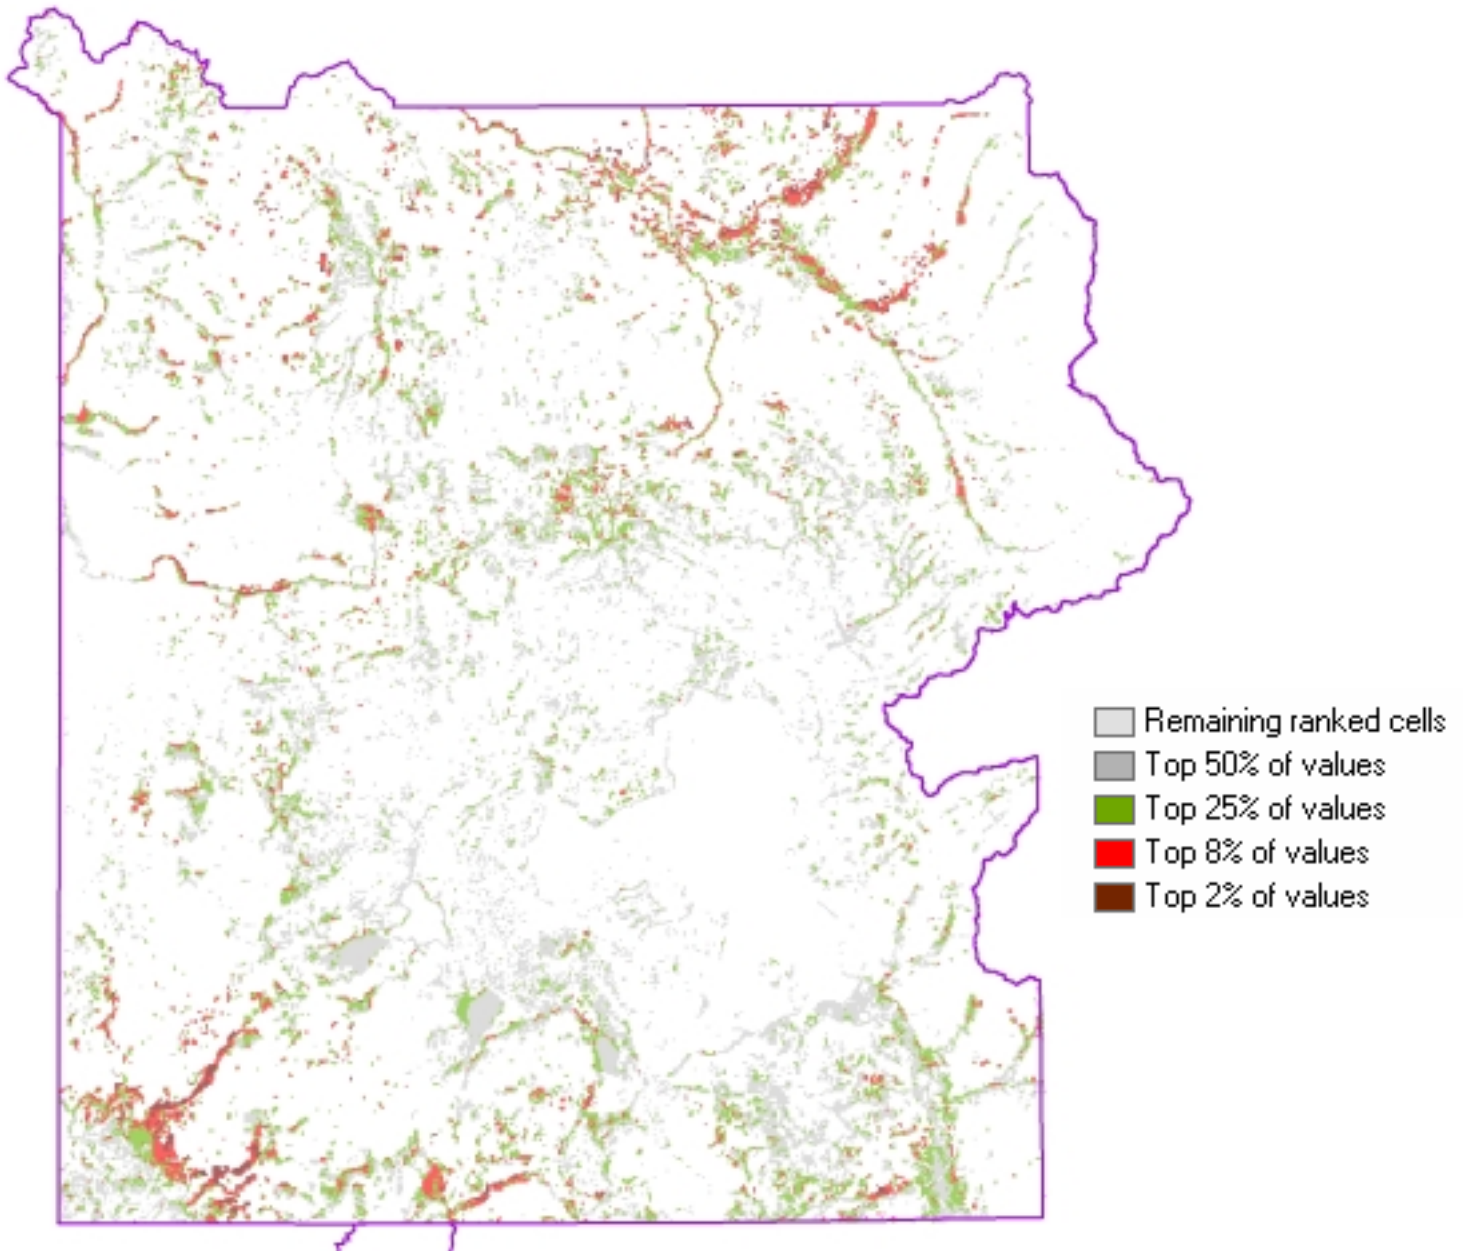 Remaining ranked cells
Top 50% of values
Top 25% of values
Top 8% of values
Top 2% of values